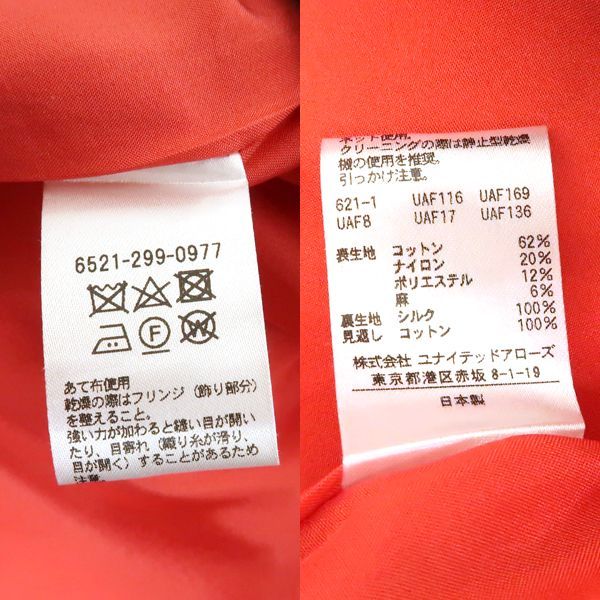 6521-299-0977
F
W
あて布使用
乾燥の際はフリンジ（飾り部分）
を整えること。
強い力が加わると縫い目が開い
たり、目寄れ（織り糸が滑り、
目が開く）することがあるため
注意。
ネット使用。
クリーニングの際は静止型乾燥
機の使用を推奨。
引っかけ注意。
621-1 UAF116 UAF169
UAF8 UAF17 UAF136
表生地 コットン 62%
ナイロン 20%
ポリエステル 12%
麻 6%
裏生地 シルク 100%
見返し コットン 100%
株式会社 ユナイテッドアローズ
東京都港区赤坂 8-1-19
日本製